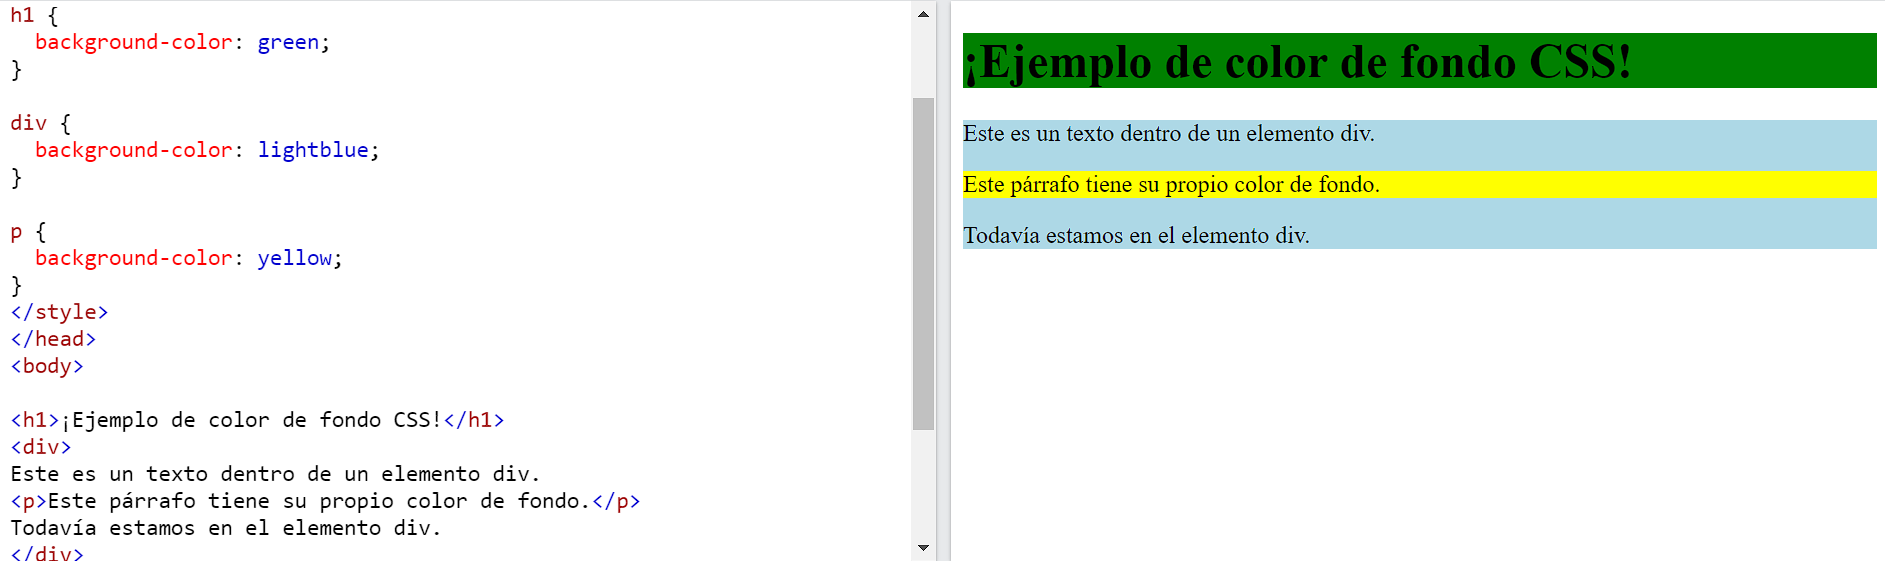 h1 {
  background-color: green;
}

div {
  background-color: lightblue;
}

p {
  background-color: yellow;
}
</style>
</head>
<body>

<h1>¡Ejemplo de color de fondo CSS!</h1>
<div>
Este es un texto dentro de un elemento div.
<p>Este párrafo tiene su propio color de fondo.</p>
Todavía estamos en el elemento div.
</div>
¡Ejemplo de color de fondo CSS!
Este es un texto dentro de un elemento div.
Este párrafo tiene su propio color de fondo.
Todavía estamos en el elemento div.